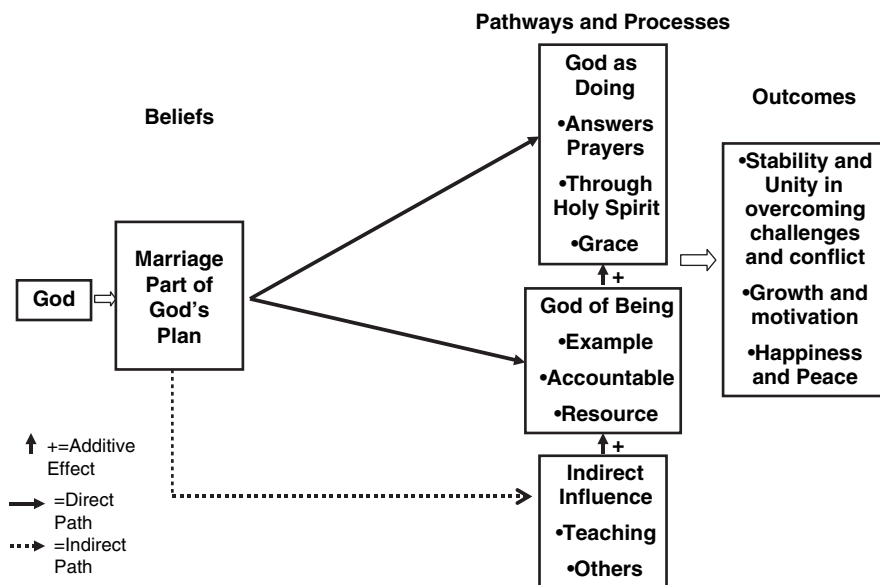 Pathways and Processes
Beliefs
Outcomes
God
Marriage
Part of
God's
Plan
God as
Doing
•Answers
Prayers
•Through
Holy Spirit
•Grace
+
God of Being
•Example
•Accountable
•Resource
+
Indirect
Influence
•Teaching
•Others
•Stability and
Unity in
overcoming
challenges
and conflict
•Growth and
motivation
•Happiness
and Peace
+=Additive
Effect
=Direct
Path
=Indirect
Path